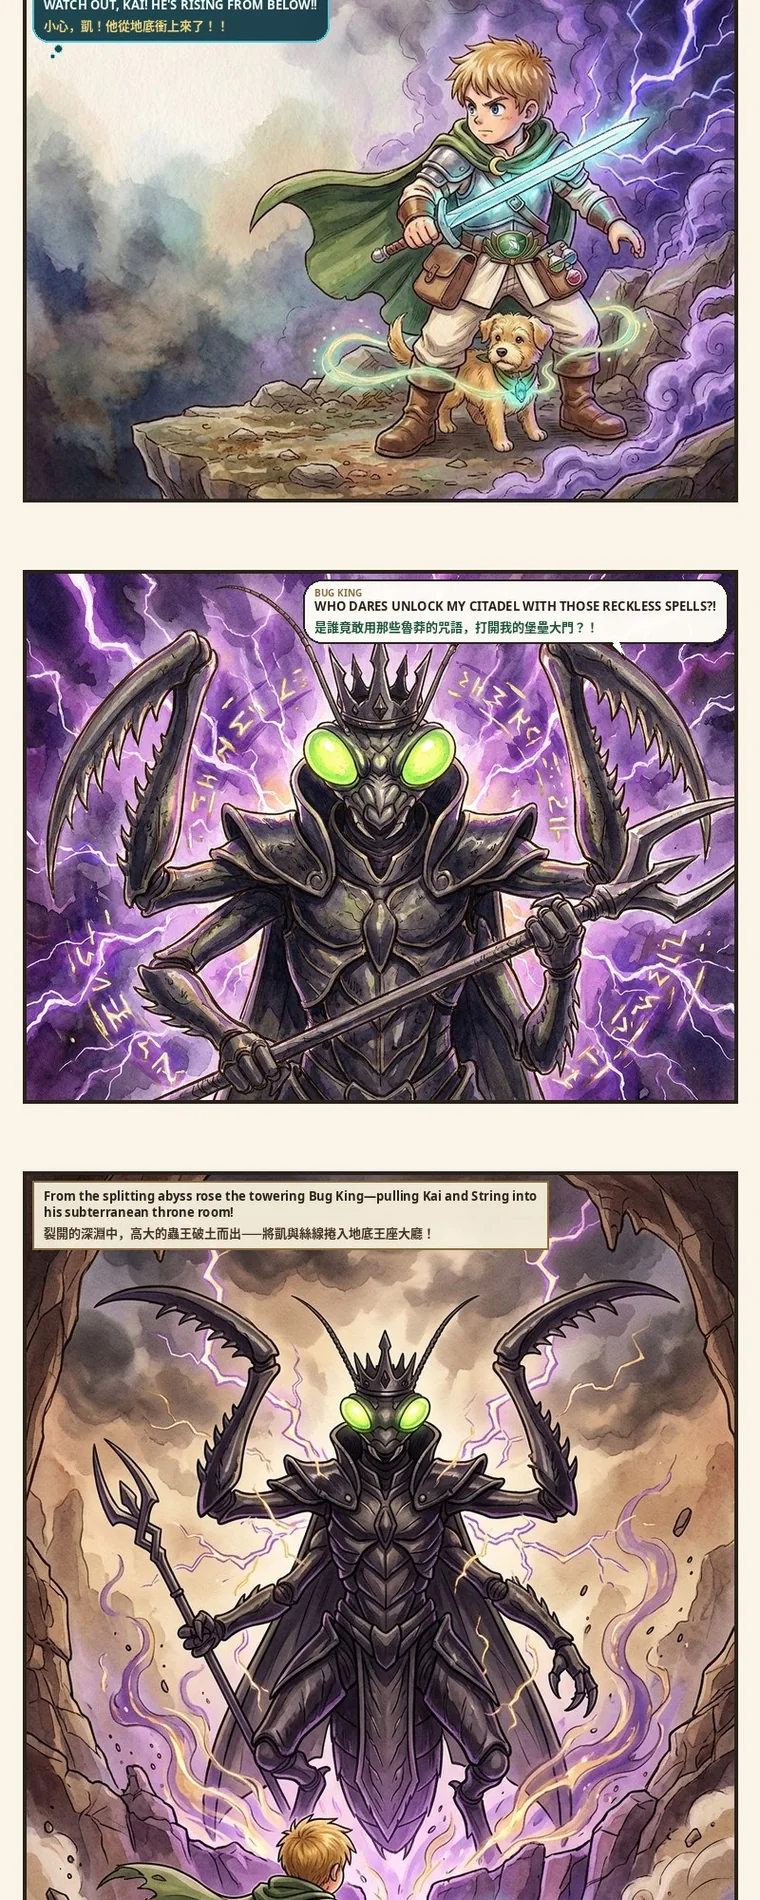 WATCH OUT, KAI! HE'S RISING FROM BELOW!!
小心，凱！他從地底衝上來了！！
BUG KING
WHO DARES UNLOCK MY CITADEL WITH THOSE RECKLESS SPELLS?!
是誰竟敢用那些魯莽的咒語，打開我的堡壘大門？！
From the splitting abyss rose the towering Bug King—pulling Kai and String into
his subterranean throne room!
裂開的深淵中，高大的蟲王破土而出——將凱與絲線捲入地底王座大廳！